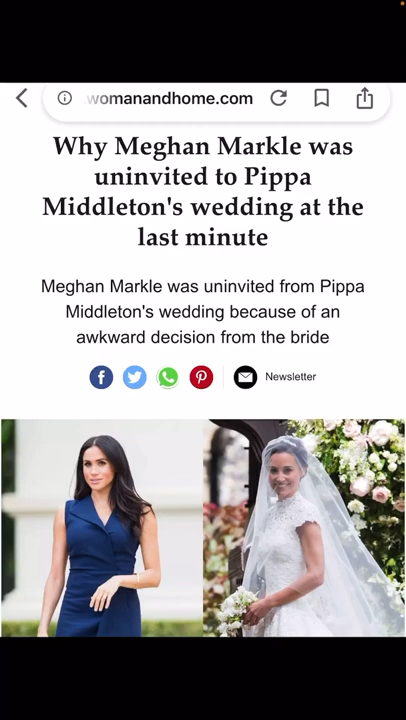 womanandhome.com
Why Meghan Markle was
uninvited to Pippa
Middleton's wedding at the
last minute
Meghan Markle was uninvited from Pippa
Middleton's wedding because of an
awkward decision from the bride
Newsletter